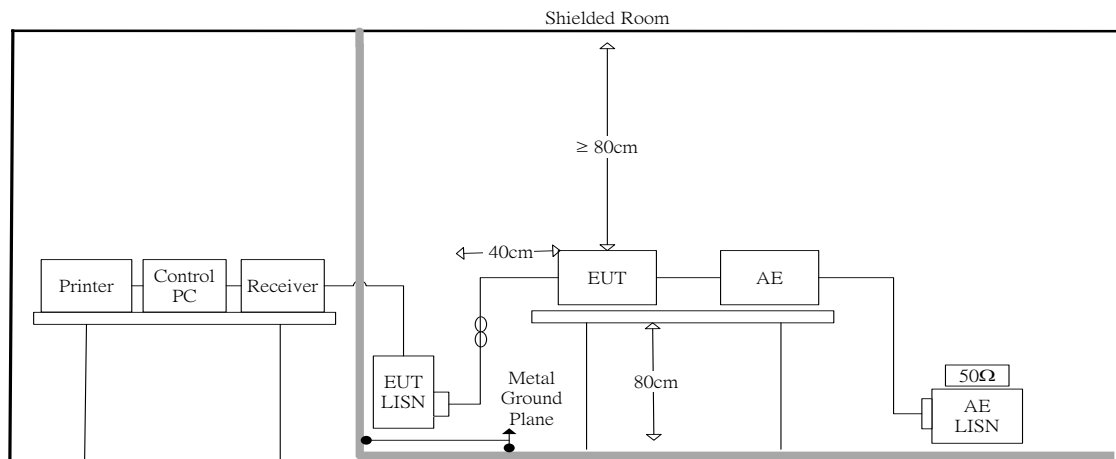 Shielded Room
≥ 80cm
40cm
Printer
Control
PC
Receiver
EUT
AE
EUT
LISN
Metal
Ground
Plane
80cm
50Ω
AE
LISN